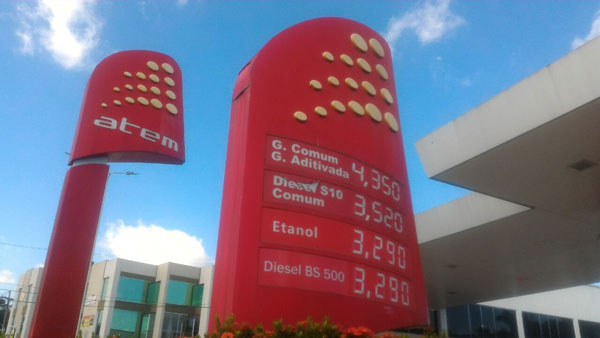 atem
G. Comum
G. Aditivada 4,350
Diesel S10
Comum 3,520
Etanol 3,290
Diesel BS 500 3,290